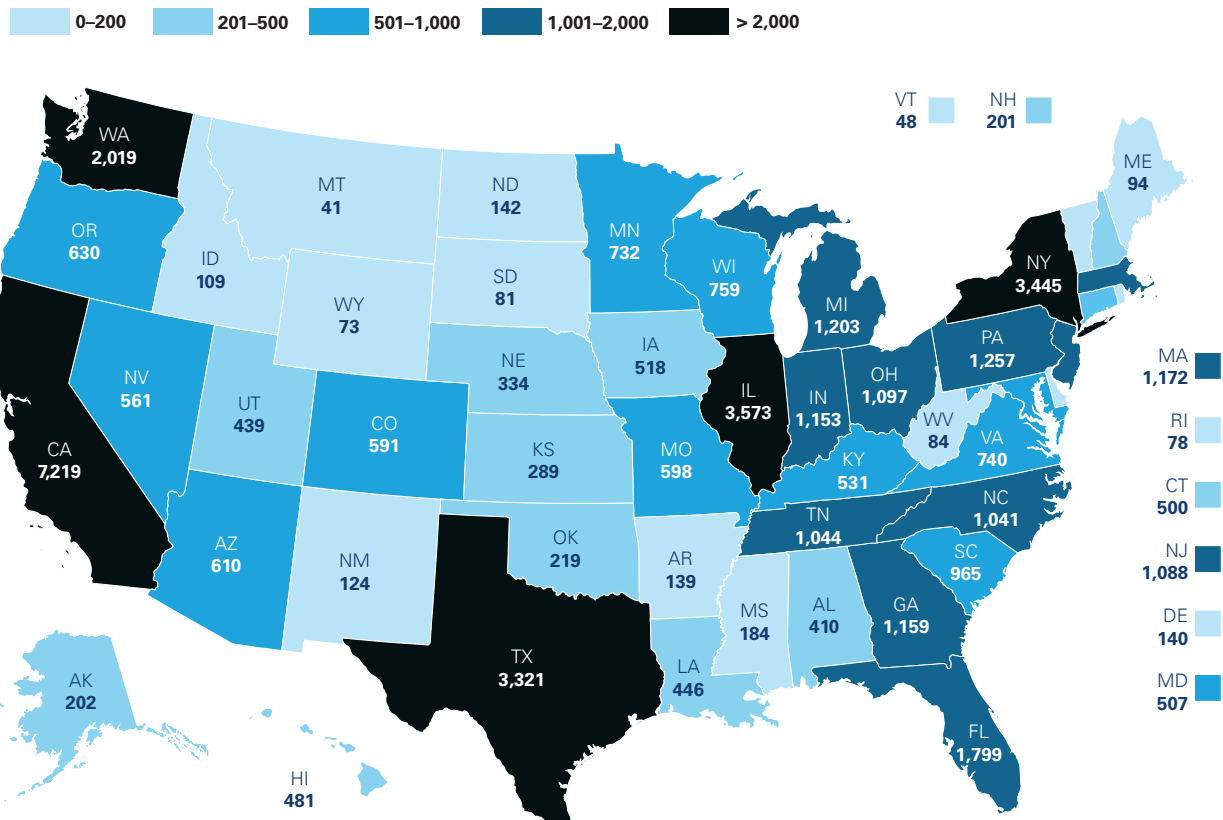 0–200 201–500 501–1,000 1,001–2,000 > 2,000
VT
48
NH
201
WA
2,019
ME
94
MT
41
ND
142
OR
630
MN
732
ID
109
WI
759
NY
3,445
SD
81
WY
73
MI
1,203
PA
1,257
MA
1,172
IA
518
NE
334
NV
561
OH
1,097
IL
3,573
IN
1,153
UT
439
CO
591
WV
84
RI
78
VA
740
CA
7,219
KS
289
MO
598
KY
531
CT
500
NC
1,041
TN
1,044
AZ
610
OK
219
NM
124
AR
139
SC
965
NJ
1,088
MS
184
AL
410
GA
1,159
DE
140
TX
3,321
LA
446
AK
202
MD
507
FL
1,799
HI
481